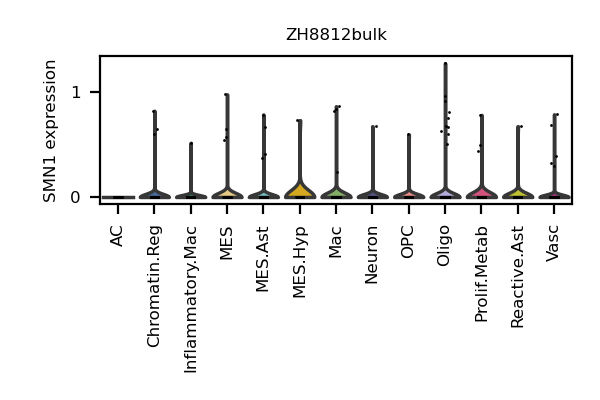 ZH8812bulk
SMN1 expression
1
0
AC
Chromatin.Reg
Inflammatory.Mac
MES
MES.Ast
MES.Hyp
Mac
Neuron
OPC
Oligo
Prolif.Metab
Reactive.Ast
Vasc